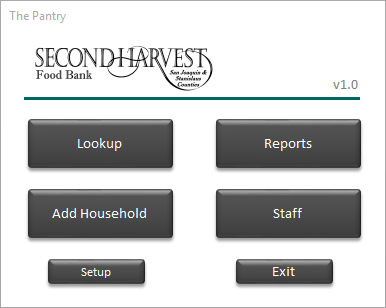 The Pantry
SECOND HARVEST
Food Bank
San Joaquin &
Stanislaus
Counties
v1.0
Lookup
Reports
Add Household
Staff
Setup
Exit